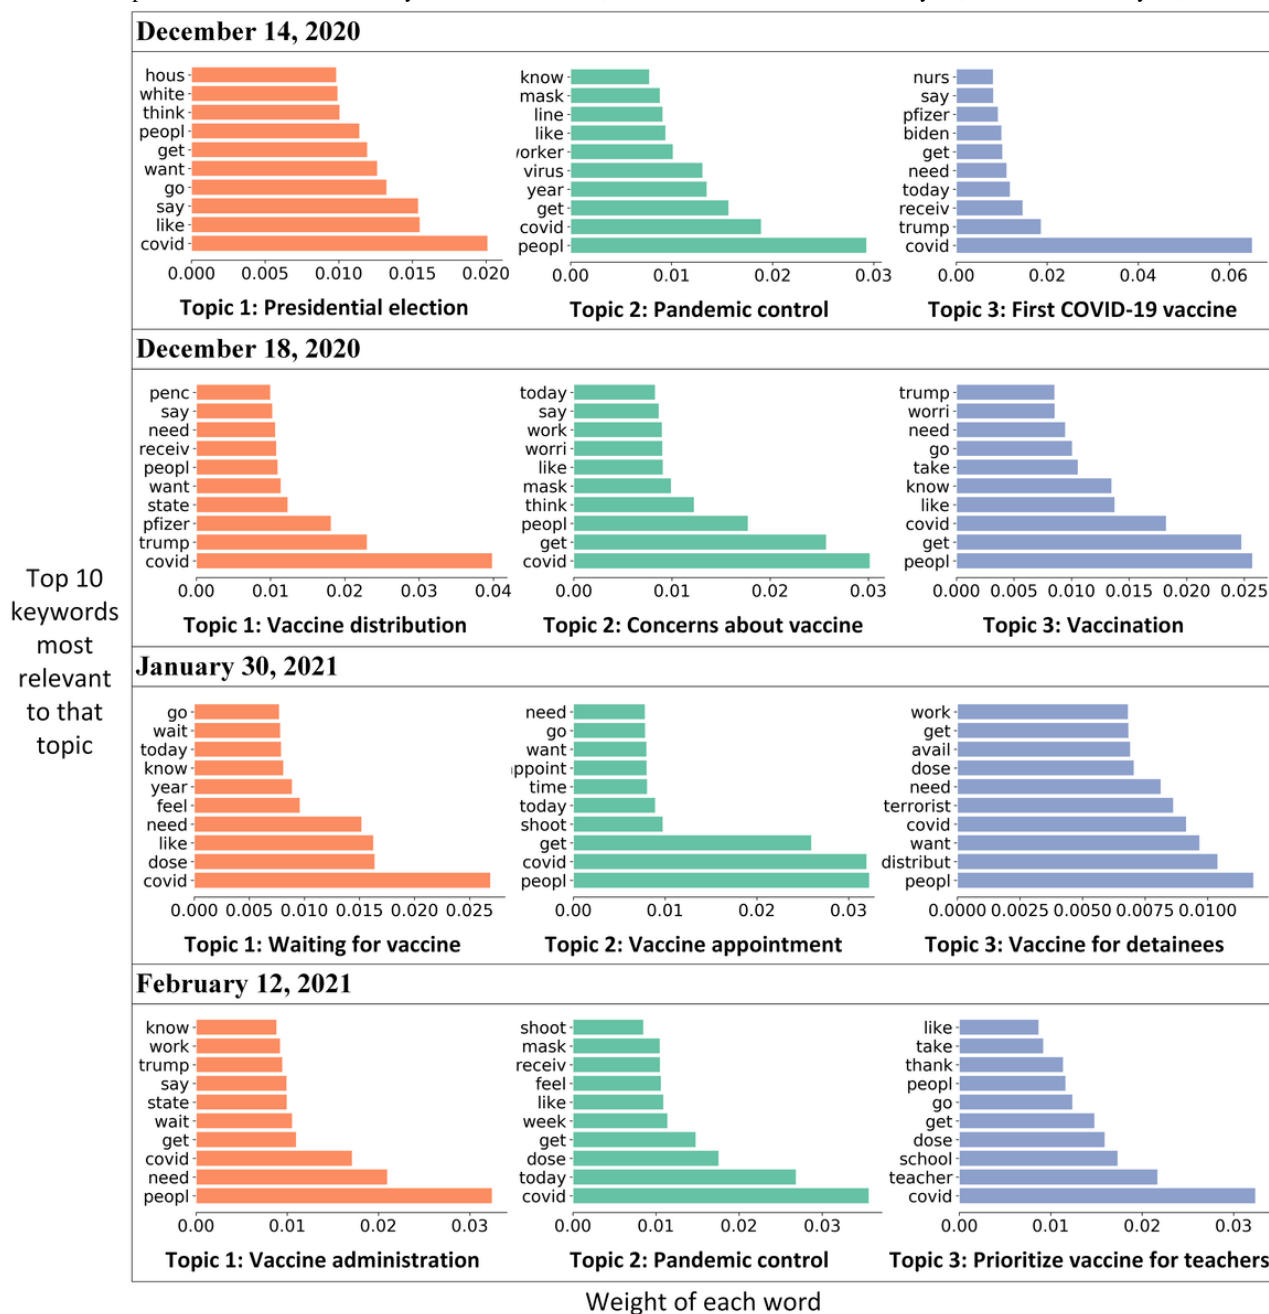 December 14, 2020
hous
white
think
peopl
get
want
go
say
like
covid
0.000 0.005 0.010 0.015 0.020
Topic 1: Presidential election
know
mask
line
like
orker
virus
year
get
covid
peopl
0.00 0.01 0.02 0.03
Topic 2: Pandemic control
nurs
say
pfizer
biden
get
need
today
receiv
trump
covid
0.00 0.02 0.04 0.06
Topic 3: First COVID-19 vaccine
December 18, 2020
penc
say
need
receiv
peopl
want
state
pfizer
trump
covid
0.00 0.01 0.02 0.03 0.04
Topic 1: Vaccine distribution
today
say
work
worri
like
mask
think
peopl
get
covid
0.00 0.01 0.02 0.03
Topic 2: Concerns about vaccine
trump
worri
need
go
take
know
like
covid
get
peopl
0.000 0.005 0.010 0.015 0.020 0.025
Topic 3: Vaccination
Top 10
keywords
most
relevant
to that
topic
January 30, 2021
go
wait
today
know
year
feel
need
like
dose
covid
0.000 0.005 0.010 0.015 0.020 0.025
Topic 1: Waiting for vaccine
need
go
want
ppoint
time
today
shoot
get
covid
peopl
0.00 0.01 0.02 0.03
Topic 2: Vaccine appointment
work
get
avail
dose
need
terrorist
covid
want
distribut
peopl
0.0000 0.0025 0.0050 0.0075 0.0100
Topic 3: Vaccine for detainees
February 12, 2021
know
work
trump
say
state
wait
get
covid
need
peopl
0.00 0.01 0.02 0.03
Topic 1: Vaccine administration
shoot
mask
receiv
feel
like
week
get
dose
today
covid
0.00 0.01 0.02 0.03
Topic 2: Pandemic control
like
take
thank
peopl
go
get
dose
school
teacher
covid
0.00 0.01 0.02 0.03
Topic 3: Prioritize vaccine for teachers
Weight of each word